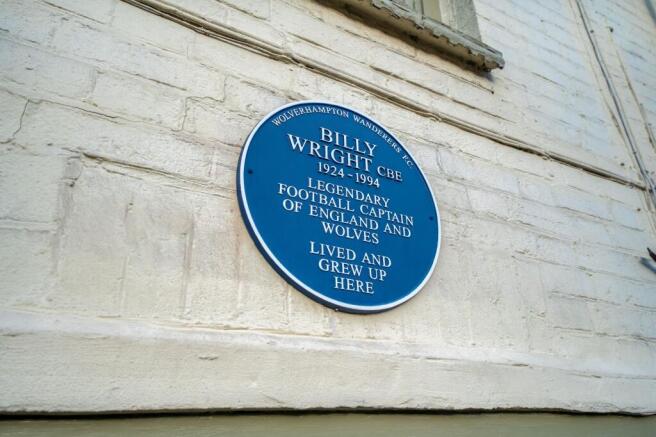 WOLVERHAMPTON WANDERERS F.C.
BILLY
WRIGHT CBE
1924 - 1994
LEGENDARY
FOOTBALL CAPTAIN
OF ENGLAND AND
WOLVES
LIVED AND
GREW UP
HERE